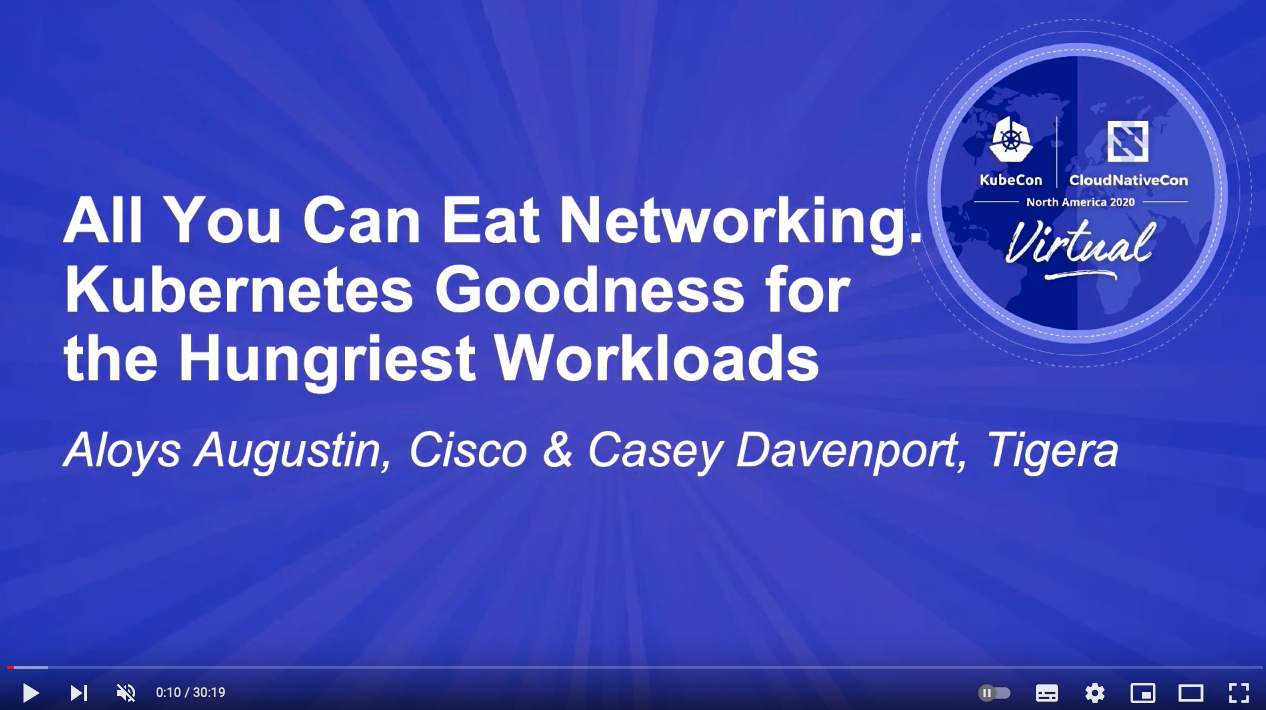 All You Can Eat Networking.
Kubernetes Goodness for
the Hungriest Workloads
Aloys Augustin, Cisco & Casey Davenport, Tigera
KubeCon
CloudNativeCon
North America 2020
Virtual
0:10 / 30:19